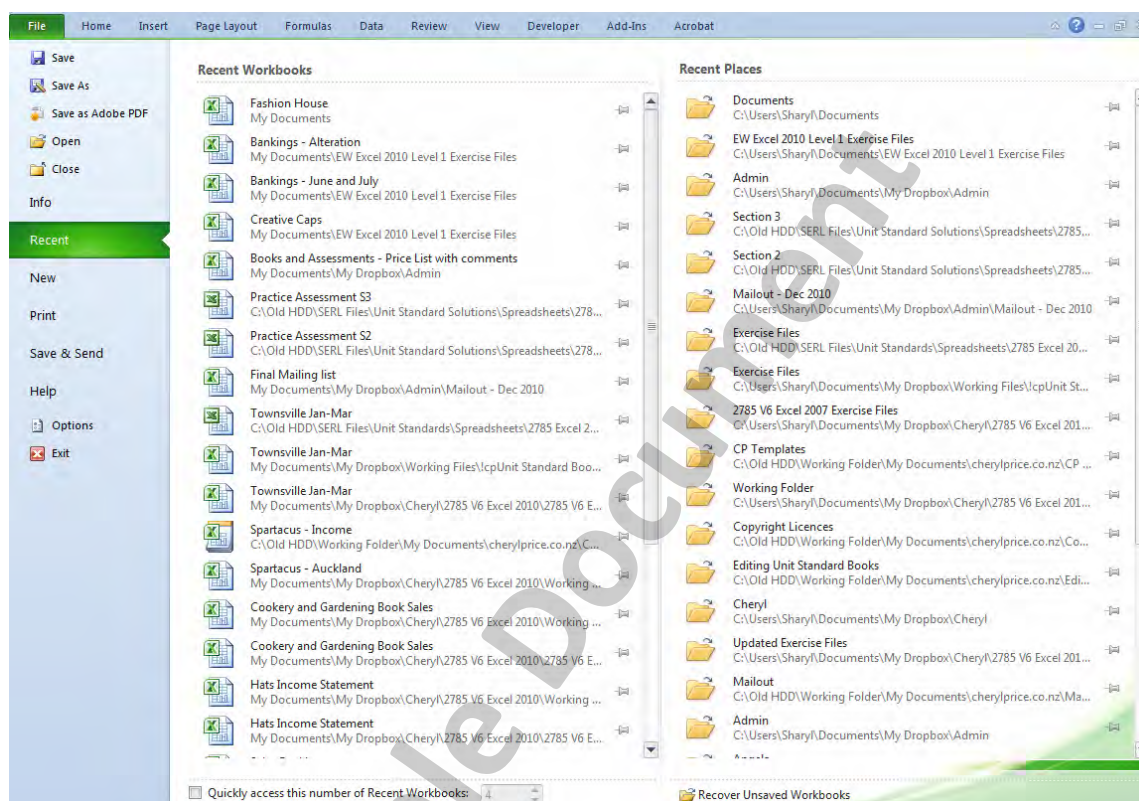 File Home Insert Page Layout Formulas Data Review View Developer Add-Ins Acrobat
Save
Save As
Save as Adobe PDF
Open
Close
Info
Recent
New
Print
Save & Send
Help
Options
Exit
Recent Workbooks
Fashion House
My Documents
Bankings - Alteration
My Documents\EW Excel 2010 Level 1 Exercise Files
Bankings - June and July
My Documents\EW Excel 2010 Level 1 Exercise Files
Creative Caps
My Documents\EW Excel 2010 Level 1 Exercise Files
Books and Assessments - Price List with comments
My Documents\My Dropbox\Admin
Practice Assessment S3
C:\Old HDD\SERL Files\Unit Standard Solutions\Spreadsheets\278...
Practice Assessment S2
C:\Old HDD\SERL Files\Unit Standard Solutions\Spreadsheets\278...
Final Mailing list
My Documents\My Dropbox\Admin\Mailout - Dec 2010
Townsville Jan-Mar
C:\Old HDD\SERL Files\Unit Standards\Spreadsheets\2785 Excel 2...
Townsville Jan-Mar
My Documents\My Dropbox\Working Files\!cpUnit Standard Boo...
Townsville Jan-Mar
My Documents\My Dropbox\Cheryl\2785 V6 Excel 2010\2785 V6 E...
Spartacus - Income
C:\Old HDD\Working Folder\My Documents\cherylprice.co.nz\C...
Spartacus - Auckland
My Documents\My Dropbox\Cheryl\2785 V6 Excel 2010\Working ...
Cookery and Gardening Book Sales
My Documents\My Dropbox\Cheryl\2785 V6 Excel 2010\Working ...
Cookery and Gardening Book Sales
My Documents\My Dropbox\Cheryl\2785 V6 Excel 2010\2785 V6 E...
Hats Income Statement
My Documents\My Dropbox\Cheryl\2785 V6 Excel 2010\Working ...
Hats Income Statement
My Documents\My Dropbox\Cheryl\2785 V6 Excel 2010\2785 V6 E...
Quickly access this number of Recent Workbooks: 4
Recent Places
Documents
C:\Users\Sharyl\Documents
EW Excel 2010 Level 1 Exercise Files
C:\Users\Sharyl\Documents\EW Excel 2010 Level 1 Exercise Files
Admin
C:\Users\Sharyl\Documents\My Dropbox\Admin
Section 3
C:\Old HDD\SERL Files\Unit Standard Solutions\Spreadsheets\2785...
Section 2
C:\Old HDD\SERL Files\Unit Standard Solutions\Spreadsheets\2785...
Mailout - Dec 2010
C:\Users\Sharyl\Documents\My Dropbox\Admin\Mailout - Dec 2010
Exercise Files
C:\Old HDD\SERL Files\Unit Standards\Spreadsheets\2785 Excel 20...
Exercise Files
C:\Users\Sharyl\Documents\My Dropbox\Working Files\!cpUnit St...
2785 V6 Excel 2007 Exercise Files
C:\Users\Sharyl\Documents\My Dropbox\Cheryl\2785 V6 Excel 201...
CP Templates
C:\Old HDD\Working Folder\My Documents\cherylprice.co.nz\CP ...
Working Folder
C:\Users\Sharyl\Documents\My Dropbox\Cheryl\2785 V6 Excel 201...
Copyright Licences
C:\Old HDD\Working Folder\My Documents\cherylprice.co.nz\Co...
Editing Unit Standard Books
C:\Old HDD\Working Folder\My Documents\cherylprice.co.nz\Edi...
Cheryl
C:\Users\Sharyl\Documents\My Dropbox\Cheryl
Updated Exercise Files
C:\Users\Sharyl\Documents\My Dropbox\Cheryl\2785 V6 Excel 201...
Mailout
C:\Old HDD\Working Folder\My Documents\cherylprice.co.nz\Ma...
Admin
C:\Users\Sharyl\Documents\My Dropbox\Admin
Recover Unsaved Workbooks
le Document